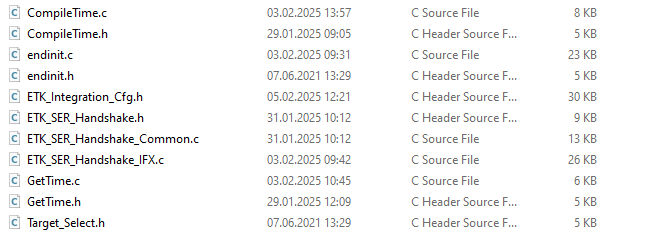 CompileTime.c 03.02.2025 13:57 C Source File 8 KB
CompileTime.h 29.01.2025 09:05 C Header Source F... 5 KB
endinit.c 03.02.2025 09:31 C Source File 23 KB
endinit.h 07.06.2021 13:29 C Header Source F... 5 KB
ETK_Integration_Cfg.h 05.02.2025 12:21 C Header Source F... 30 KB
ETK_SER_Handshake.h 31.01.2025 10:12 C Header Source F... 9 KB
ETK_SER_Handshake_Common.c 31.01.2025 10:12 C Source File 13 KB
ETK_SER_Handshake_IFX.c 03.02.2025 09:42 C Source File 26 KB
GetTime.c 03.02.2025 10:45 C Source File 6 KB
GetTime.h 29.01.2025 12:09 C Header Source F... 5 KB
Target_Select.h 07.06.2021 13:29 C Header Source F... 5 KB